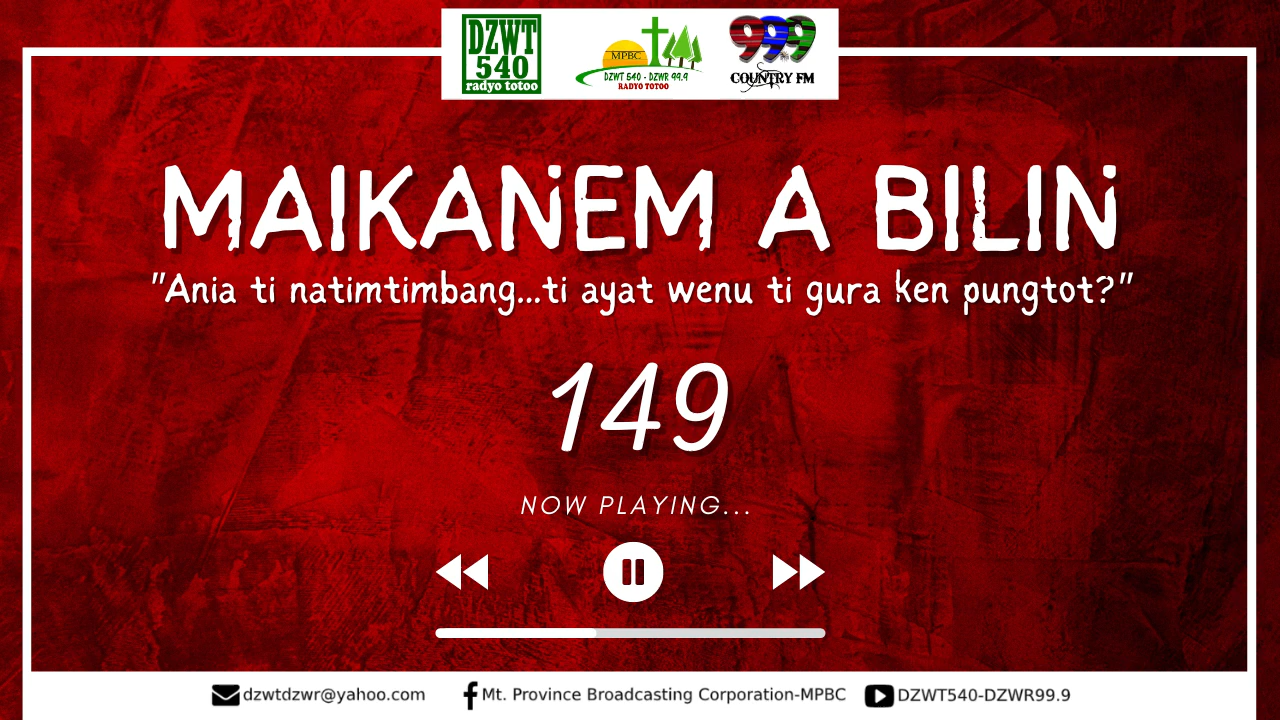 DZWT
540
radyo totoo
MPBC
DZWT 540 - DZWR 99.9
RADYO TOTOO
99.9
COUNTRY FM
MAIKANEM A BILIN
"Ania ti natimtimbang...ti ayat wenu ti gura ken pungtot?"
149
NOW PLAYING...
dzwtdzwr@yahoo.com
Mt. Province Broadcasting Corporation-MPBC
DZWT540-DZWR99.9